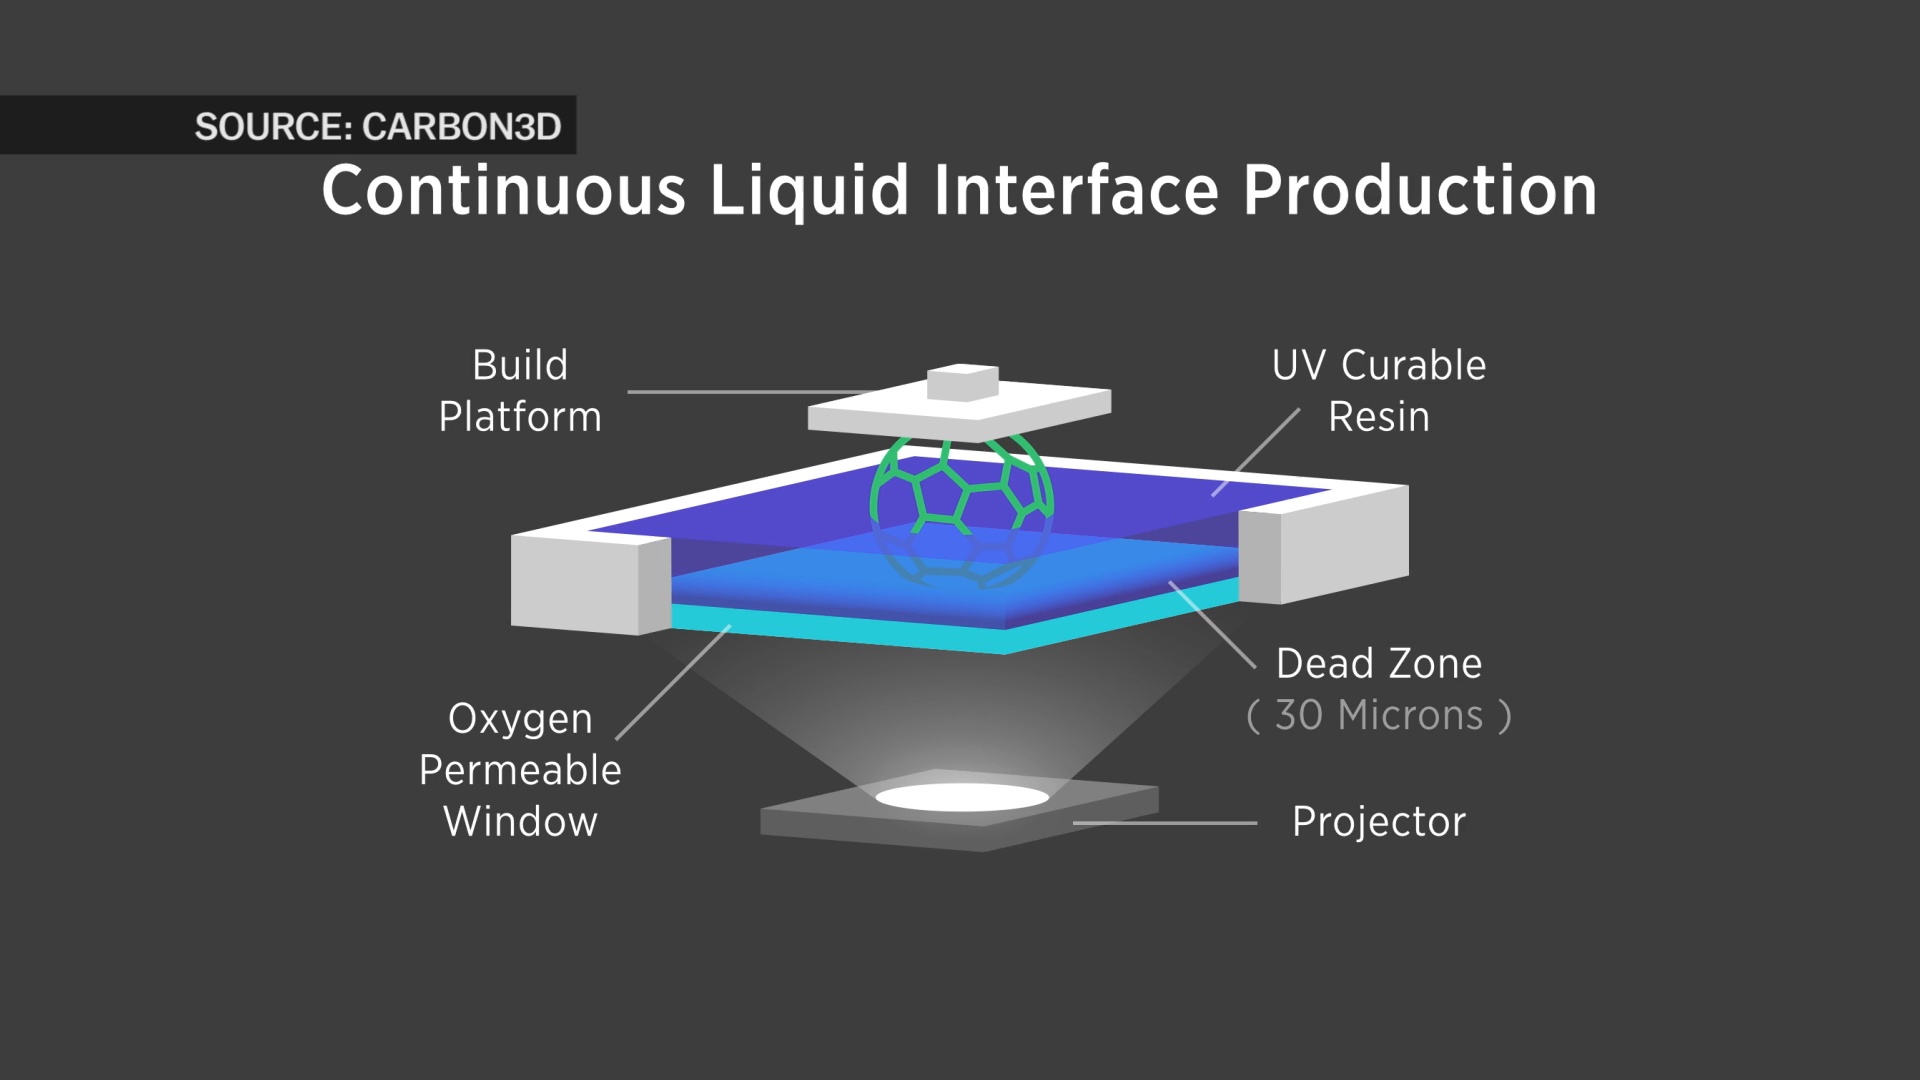 SOURCE: CARBON3D
Continuous Liquid Interface Production
Build
Platform
UV Curable
Resin
Oxygen
Permeable
Window
Dead Zone
( 30 Microns )
Projector